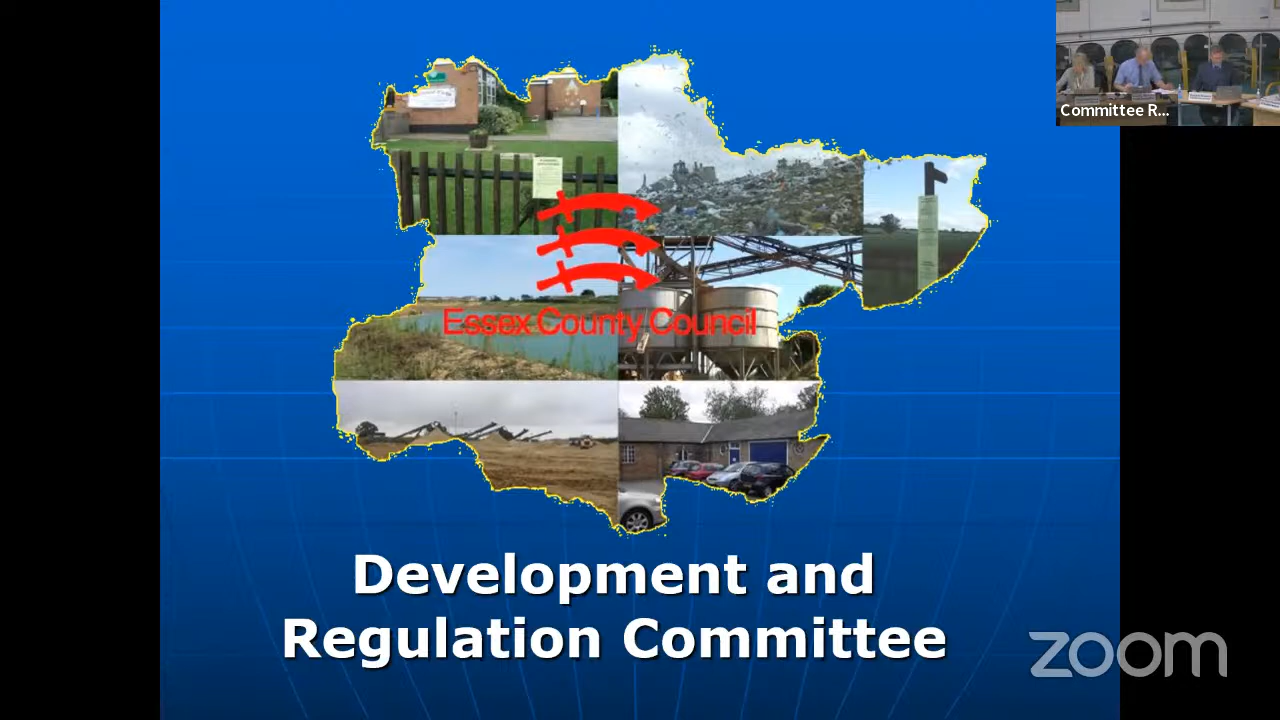 Committee R...
Essex County Council
Development and
Regulation Committee
zoom